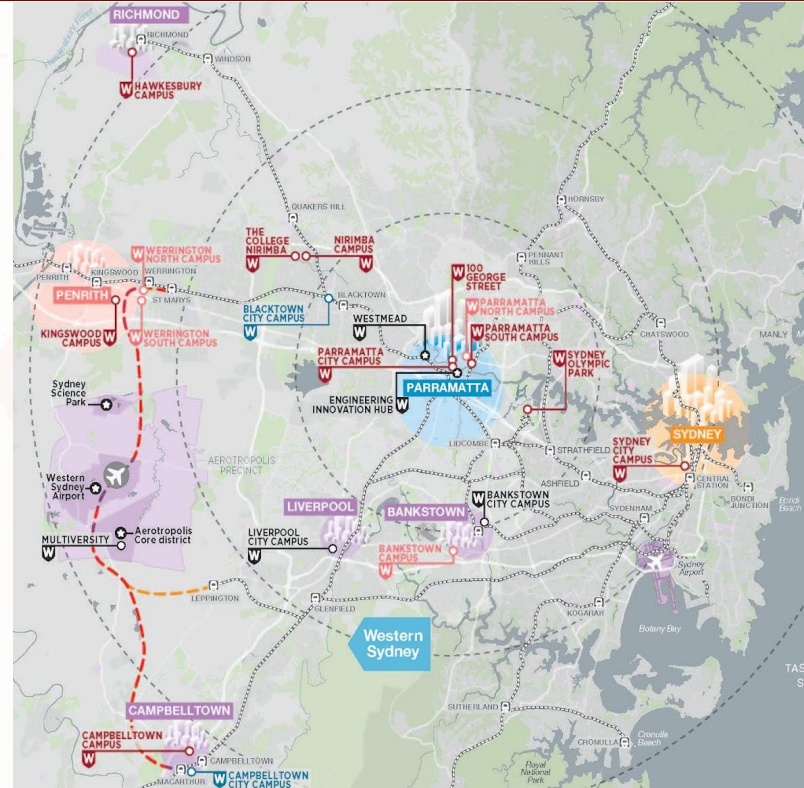 RICHMOND
RICHMOND
WINDSOR
W HAWKESBURY
CAMPUS
HORNSBY
QUAKERS HILL
THE
COLLEGE
NIRIMBA
W
NIRIMBA
CAMPUS
W
PENNANT
HILLS
W WERRINGTON
NORTH CAMPUS
PENRITH
KINGSWOOD
WERRINGTON
ST MARYS
PENRITH
KINGSWOOD
CAMPUS W
W WERRINGTON
SOUTH CAMPUS
BLACKTOWN
BLACKTOWN
CITY CAMPUS
W
W 100
GEORGE
STREET
W PARRAMATTA
NORTH CAMPUS
W PARRAMATTA
SOUTH CAMPUS
WESTMEAD
W
PARRAMATTA
CITY CAMPUS
W
PARRAMATTA
ENGINEERING
INNOVATION HUB W
W SYDNEY
OLYMPIC
PARK
CHATSWOOD
MANLY
Sydney
Science
Park
SYDNEY
LIDCOMBE
STRATHFIELD
ASHFIELD
SYDNEY
CITY
CAMPUS
W
CENTRAL
STATION
BONDI
JUNCTION
Bondi
Beach
AEROTROPOLIS
PRECINCT
Western
Sydney
Airport
Aerotropolis
Core district
MULTIVERSITY
W
LIVERPOOL
LIVERPOOL
CITY CAMPUS
W
BANKSTOWN
W BANKSTOWN
CITY CAMPUS
BANKSTOWN
CAMPUS
W
SYDENHAM
Sydney
Airport
LEPPINGTON
GLENFIELD
KOGARAH
Botany Bay
Western
Sydney
TAS
S
SUTHERLAND
CRONULLA
Cronulla
Beach
Royal
National
Park
CAMPBELLTOWN
CAMPBELLTOWN
CAMPUS
W
CAMPBELLTOWN
MACARTHUR
W CAMPBELLTOWN
CITY CAMPUS